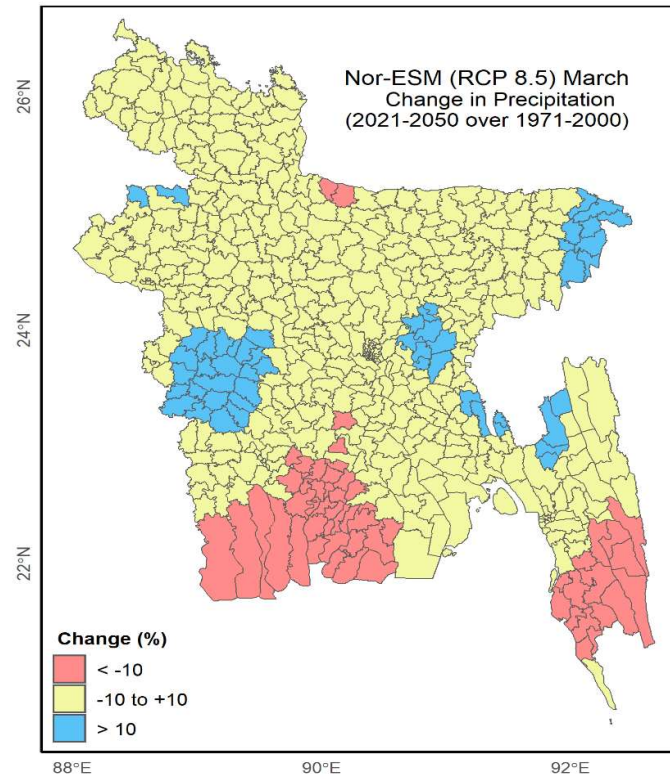 Nor-ESM (RCP 8.5) March
Change in Precipitation
(2021-2050 over 1971-2000)
26°N
24°N
22°N
Change (%)
< -10
-10 to +10
> 10
88°E 90°E 92°E